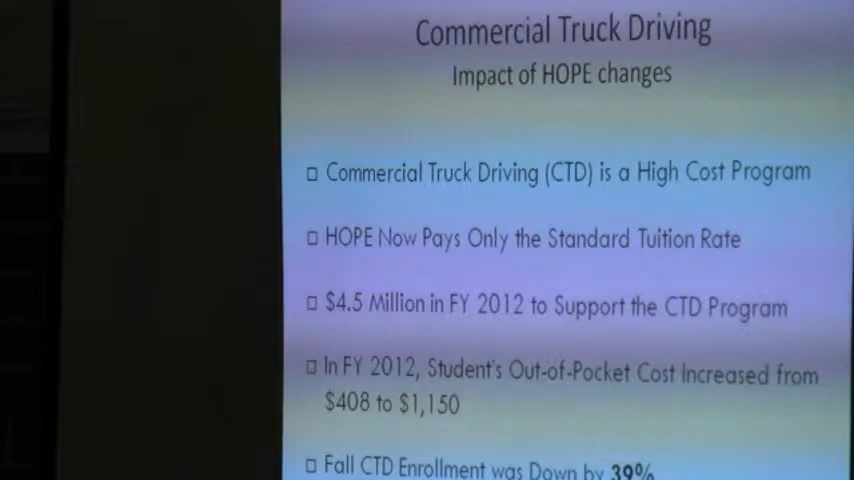 Commercial Truck Driving
Impact of HOPE changes
Commercial Truck Driving (CTD) is a High Cost Program
HOPE Now Pays Only the Standard Tuition Rate
$4.5 Million in FY 2012 to Support the CTD Program
In FY 2012, Student's Out-of-Pocket Cost Increased from
$408 to $1,150
Fall CTD Enrollment was Down by 39%